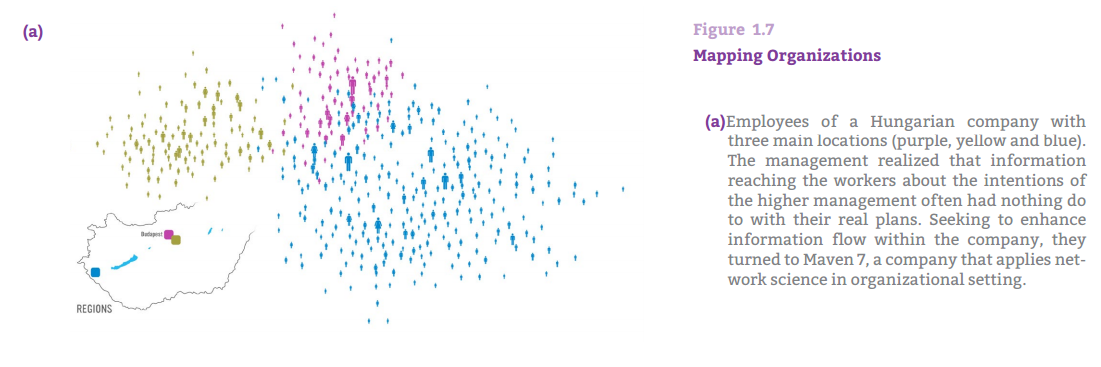 (a)
Budapest
REGIONS
Figure 1.7
Mapping Organizations
(a)Employees of a Hungarian company with
three main locations (purple, yellow and blue).
The management realized that information
reaching the workers about the intentions of
the higher management often had nothing do
to with their real plans. Seeking to enhance
information flow within the company, they
turned to Maven 7, a company that applies net-
work science in organizational setting.